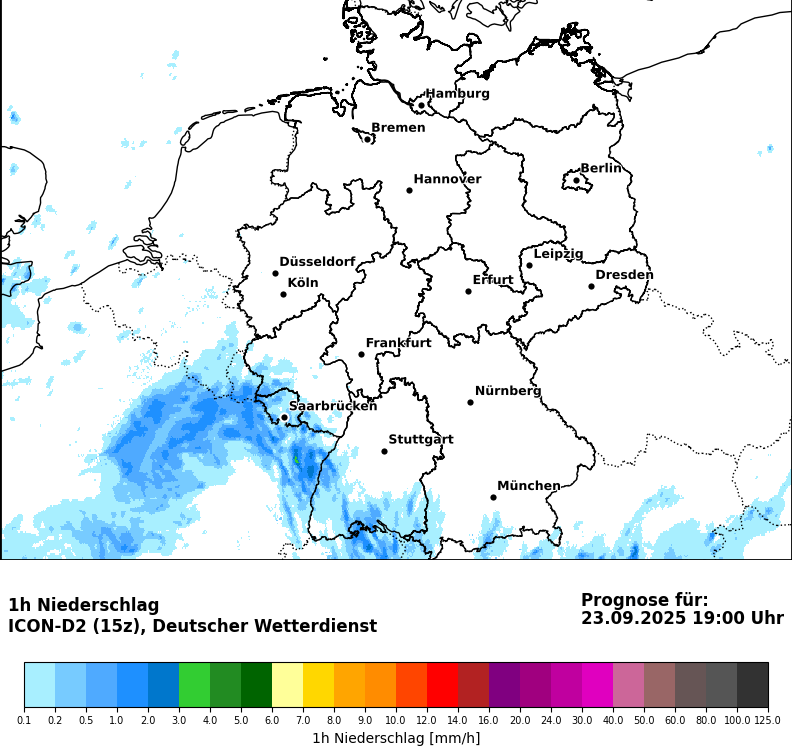 Hamburg
Bremen
Berlin
Hannover
Leipzig
Düsseldorf
Dresden
Köln
Erfurt
Frankfurt
Nürnberg
Saarbrücken
Stuttgart
München
1h Niederschlag
ICON-D2 (15z), Deutscher Wetterdienst
Prognose für:
23.09.2025 19:00 Uhr
0.1 0.2 0.5 1.0 2.0 3.0 4.0 5.0 6.0 7.0 9.0 10.0 12.0 14.0 16.0 20.0 24.0 30.0 40.0 50.0 60.0 80.0 100.0 125.0
1h Niederschlag [mm/h]